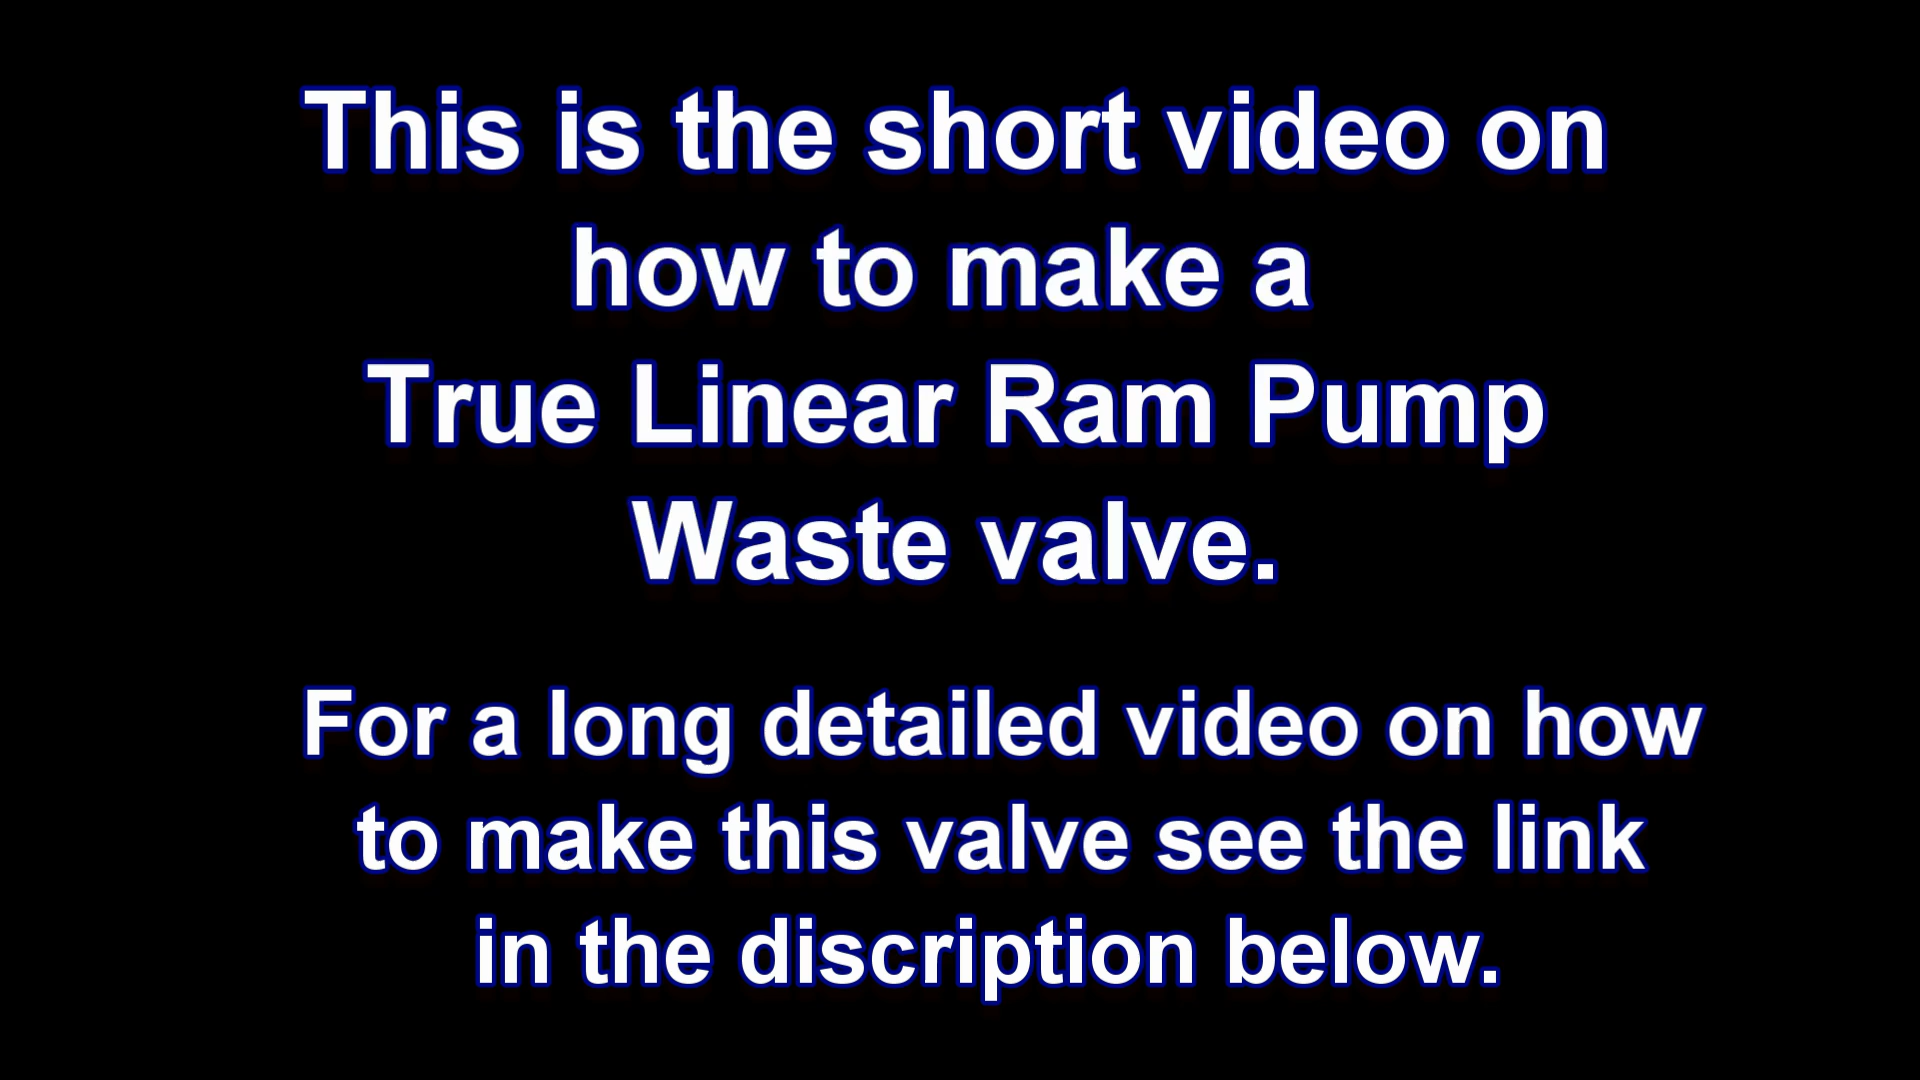 This is the short video on
how to make a
True Linear Ram Pump
Waste valve.
For a long detailed video on how
to make this valve see the link
in the discription below.